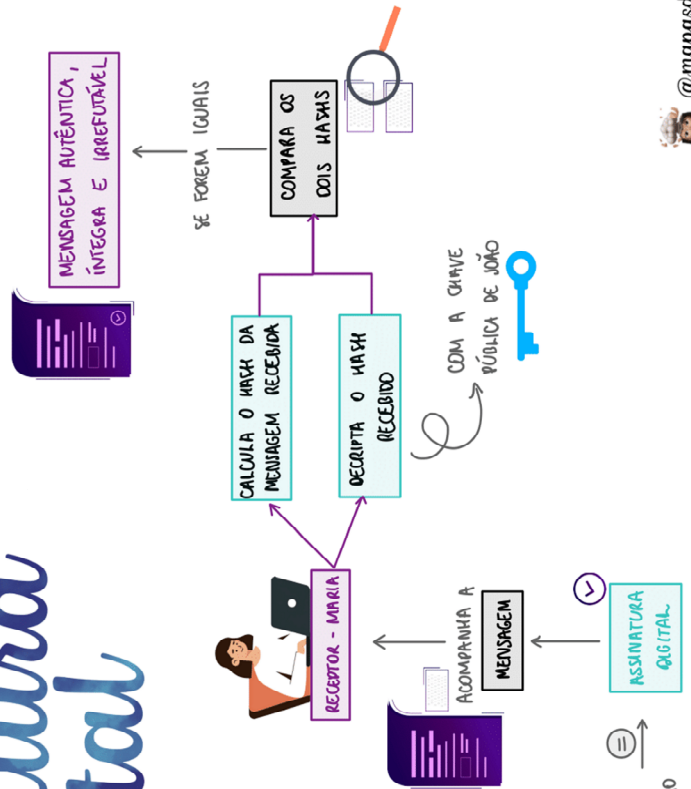 MENSAGEM AUTÊNTICA,
ÍNTEGRA E IRREFUTÁVEL
SE FOREM IGUAIS
COMPARA OS
DOIS HASHS
CALCULA O HASH DA
MENSAGEM RECEBIDA
DECRIPTA O HASH
RECEBIDO
COM A CHAVE
PÚBLICA DE JOÃO
RECEPTOR - MARIA
ACOMPANHA A
MENSAGEM
ASSINATURA
DIGITAL
=